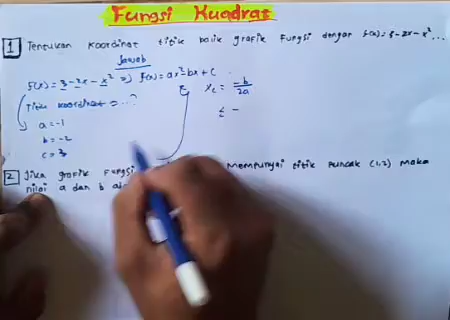 Fungsi Kuadrat
1 Tentukan koordinat titik balik grafik fungsi dengan f(x) = 3-2x-x² ...
Jawab
f(x) = 3-2x-x² => f(x) = ax²-bx+c
titik koordinat = ...?
xc = -b/2a
a = -1
b = -2
c = 3
2 Jika grafik fungsi mempunyai titik puncak (1,2) maka
nilai a dan b